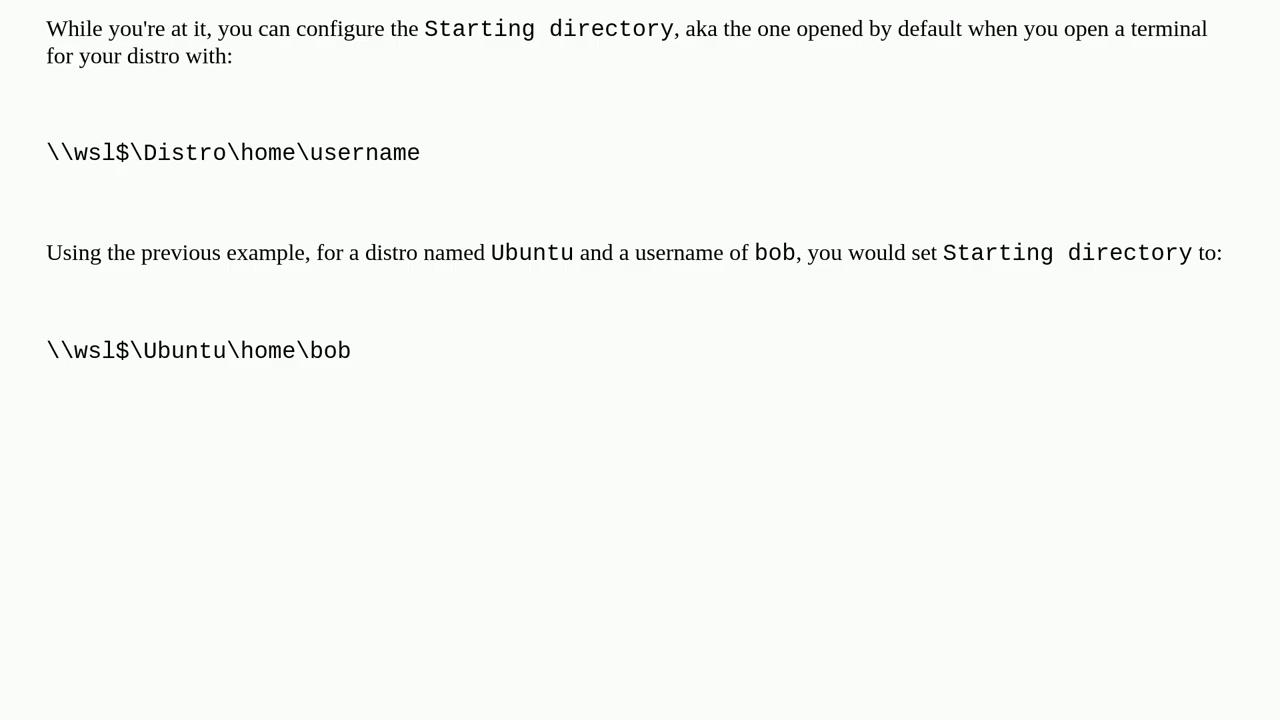 While you're at it, you can configure the Starting directory, aka the one opened by default when you open a terminal
for your distro with:
\\wsl$\Distro\home\username
Using the previous example, for a distro named Ubuntu and a username of bob, you would set Starting directory to:
\\wsl$\Ubuntu\home\bob